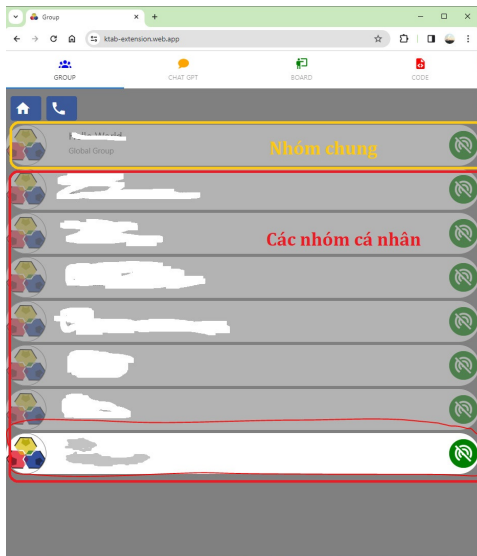 Group
ktab-extension.web.app
GROUP
CHAT GPT
BOARD
CODE
Global Group
Nhóm chung
Các nhóm cá nhân